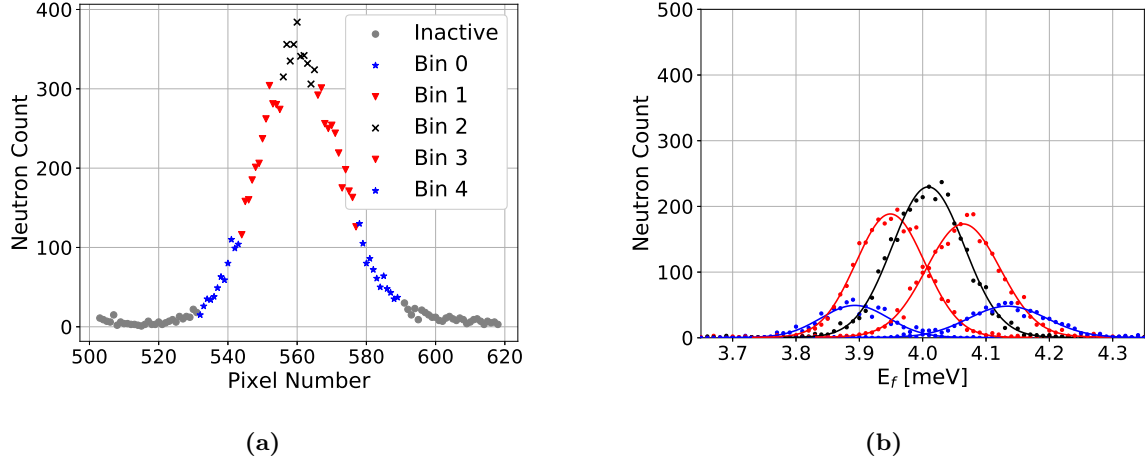 400
300
200
100
0
Neutron Count
500 520 540 560 580 600 620
Pixel Number
Inactive
Bin 0
Bin 1
Bin 2
Bin 3
Bin 4
(a)
500
400
300
200
100
0
Neutron Count
3.7 3.8 3.9 4.0 4.1 4.2 4.3
E_f [meV]
(b)